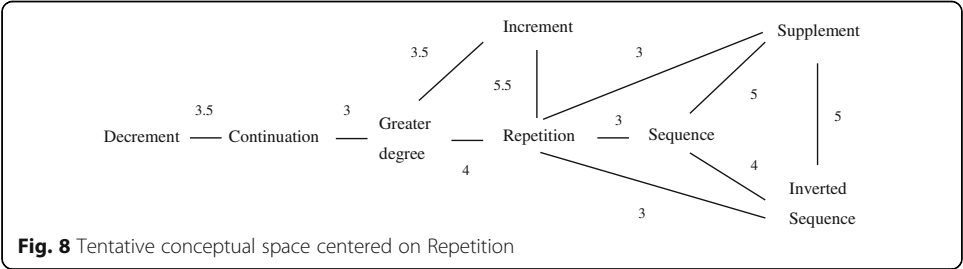 Increment
Supplement
3.5
3
5.5
5
3.5
3
Greater
degree
3
5
Decrement
Continuation
Repetition
Sequence
4
4
Inverted
Sequence
3
Fig. 8 Tentative conceptual space centered on Repetition